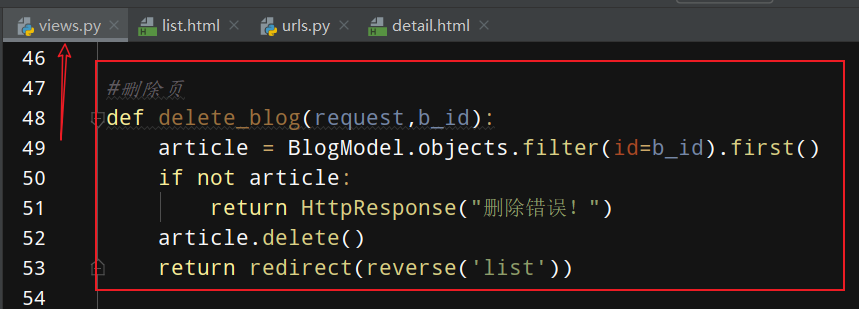 views.py × list.html × urls.py × detail.html ×
46
47 #删除页
48 def delete_blog(request,b_id):
49 article = BlogModel.objects.filter(id=b_id).first()
50 if not article:
51 return HttpResponse("删除错误!")
52 article.delete()
53 return redirect(reverse('list'))
54